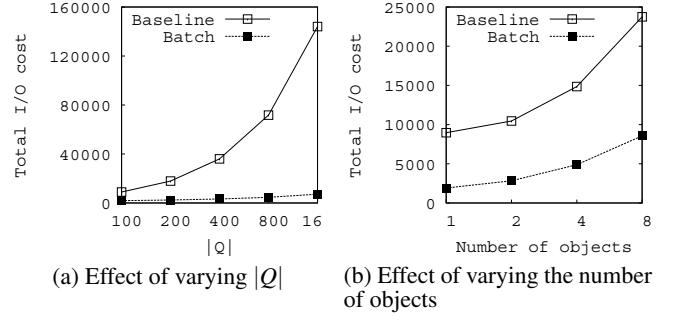 160000
120000
80000
40000
0
Total I/O cost
Baseline
Batch
100 200 400 800 16
|Q|
(a) Effect of varying |Q|
25000
20000
15000
10000
5000
0
Total I/O cost
Baseline
Batch
1 2 4 8
Number of objects
(b) Effect of varying the number
of objects